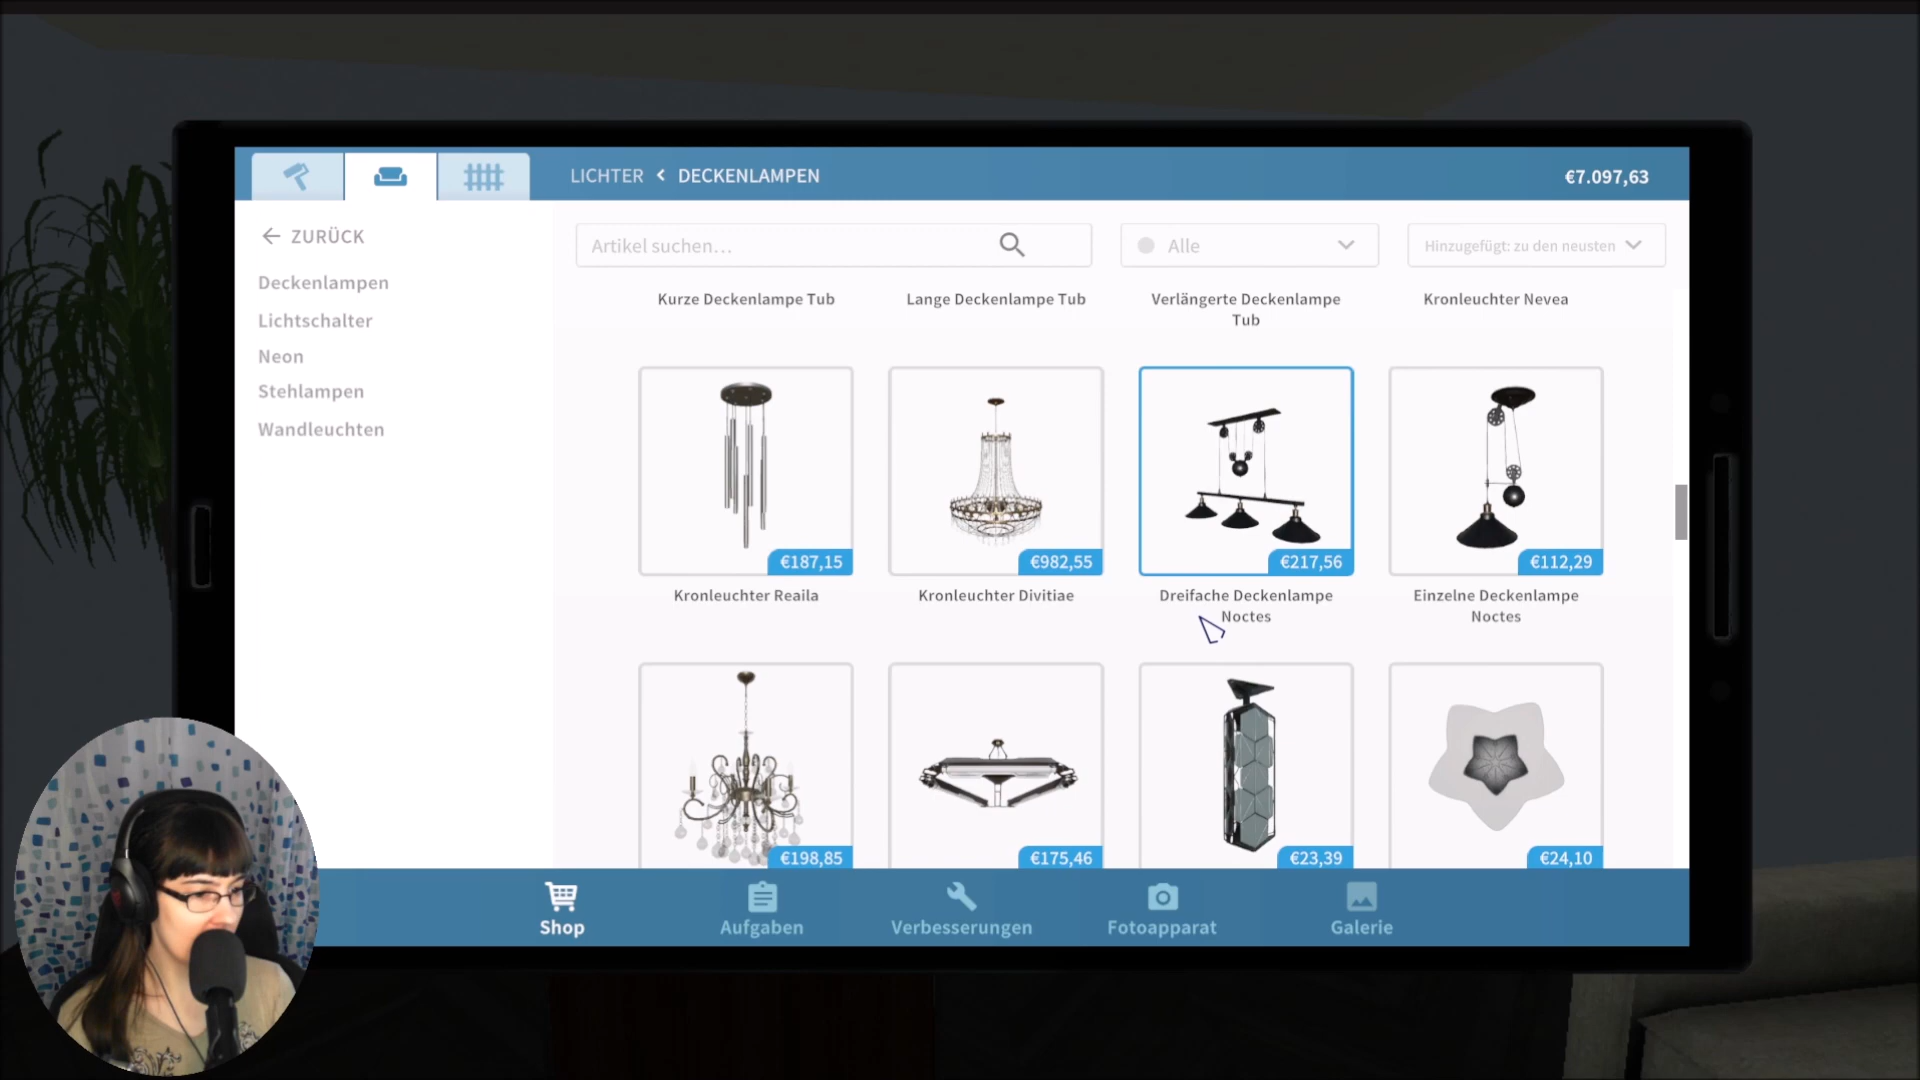 LICHTER < DECKENLAMPEN
€7.097,63
← ZURÜCK
Deckenlampen
Lichtschalter
Neon
Stehlampen
Wandleuchten
Artikel suchen...
Alle
Hinzugefügt: zu den neusten
Kurze Deckenlampe Tub
Lange Deckenlampe Tub
Verlängerte Deckenlampe
Tub
Kronleuchter Nevea
€187,15
€982,55
€217,56
€112,29
Kronleuchter Reaila
Kronleuchter Divitiae
Dreifache Deckenlampe
Noctes
Einzelne Deckenlampe
Noctes
€198,85
€175,46
€23,39
€24,10
Shop
Aufgaben
Verbesserungen
Fotoapparat
Galerie